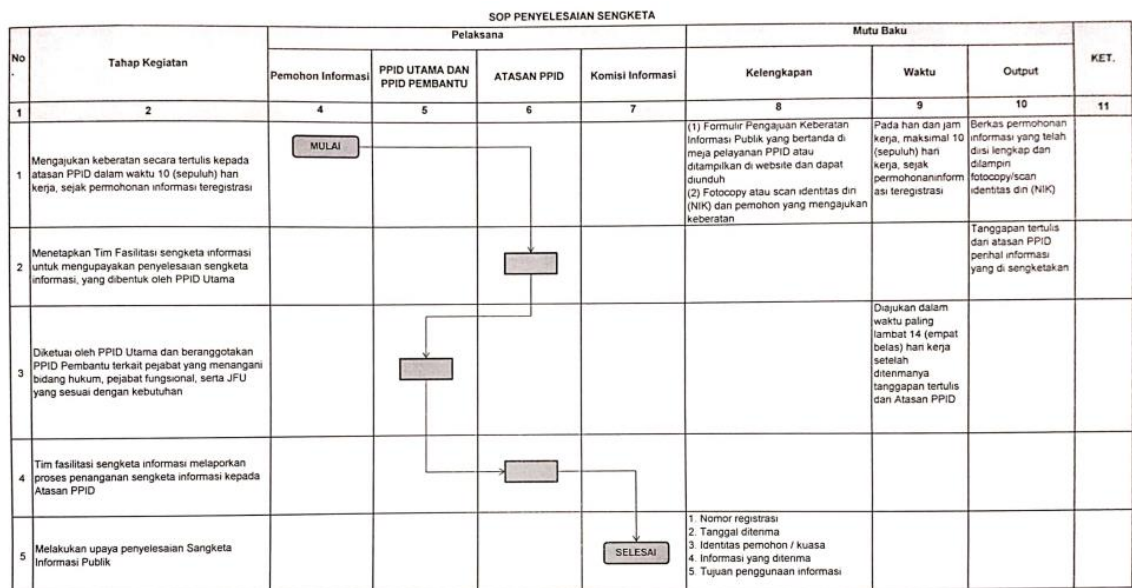 SOP PENYELESAIAN SENGKETA
Pelaksana
Mutu Baku
No
.
Tahap Kegiatan
Pemohon Informasi
PPID UTAMA DAN
PPID PEMBANTU
ATASAN PPID
Komisi Informasi
Kelengkapan
Waktu
Output
KET.
1
2
4
5
6
7
8
9
10
11
1
Mengajukan keberatan secara tertulis kepada
atasan PPID dalam waktu 10 (sepuluh) hari
kerja, sejak permohonan informasi teregistrasi
MULAI
(1) Formulir Pengajuan Keberatan
Informasi Publik yang bertanda di
meja pelayanan PPID atau
ditampilkan di website dan dapat
diunduh
(2) Fotocopy atau scan identitas diri
(NIK) dari pemohon yang mengajukan
keberatan
Pada hari dan jam
kerja, maksimal 10
(sepuluh) hari
kerja, sejak
permohonaninform
asi teregistrasi
Berkas permohonan
informasi yang telah
diisi lengkap dan
dilampiri
fotocopy/scan
identitas diri (NIK)
2
Menetapkan Tim Fasilitasi sengketa informasi
untuk mengupayakan penyelesaian sengketa
informasi, yang dibentuk oleh PPID Utama
Tanggapan tertulis
dari atasan PPID
perihal informasi
yang di sengketakan
3
Diketuai oleh PPID Utama dan beranggotakan
PPID Pembantu terkait pejabat yang menangani
bidang hukum, pejabat fungsional, serta JFU
yang sesuai dengan kebutuhan
Diajukan dalam
waktu paling
lambat 14 (empat
belas) hari kerja
setelah
diterimanya
tanggapan tertulis
dari Atasan PPID
4
Tim fasilitasi sengketa informasi melaporkan
proses penanganan sengketa informasi kepada
Atasan PPID
5
Melakukan upaya penyelesaian Sangketa
Informasi Publik
SELESAI
1. Nomor registrasi
2. Tanggal diterima
3. Identitas pemohon / kuasa
4. Informasi yang diterima
5. Tujuan penggunaan informasi